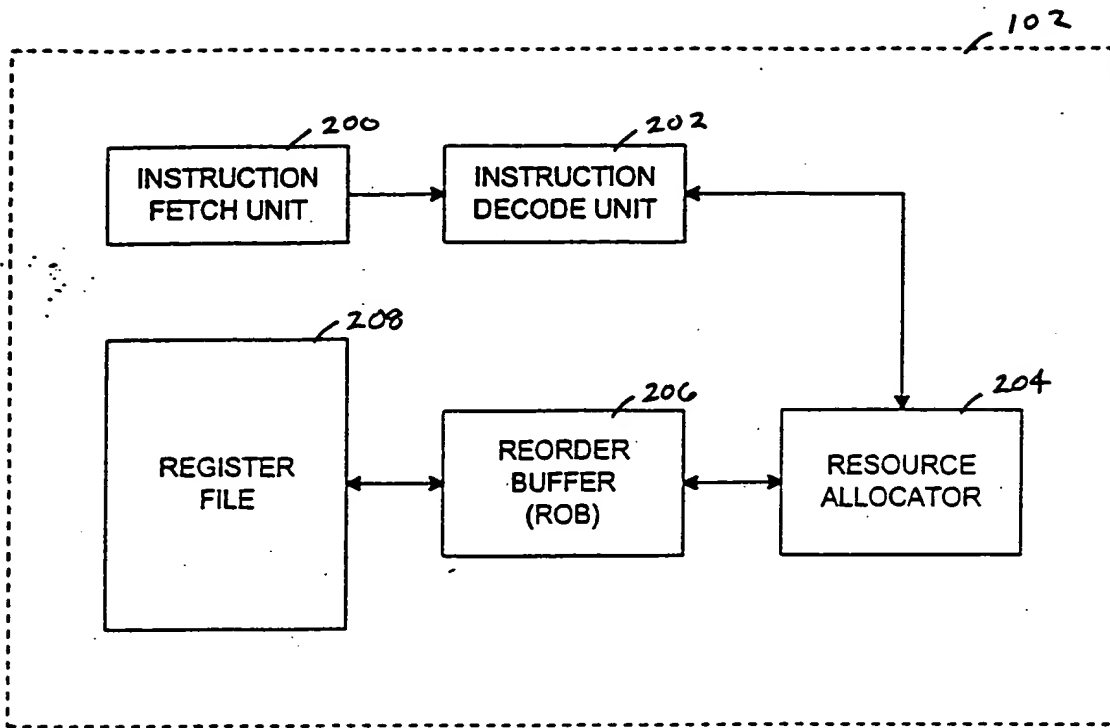 102
200
INSTRUCTION
FETCH UNIT
202
INSTRUCTION
DECODE UNIT
208
REGISTER
FILE
206
REORDER
BUFFER
(ROB)
204
RESOURCE
ALLOCATOR